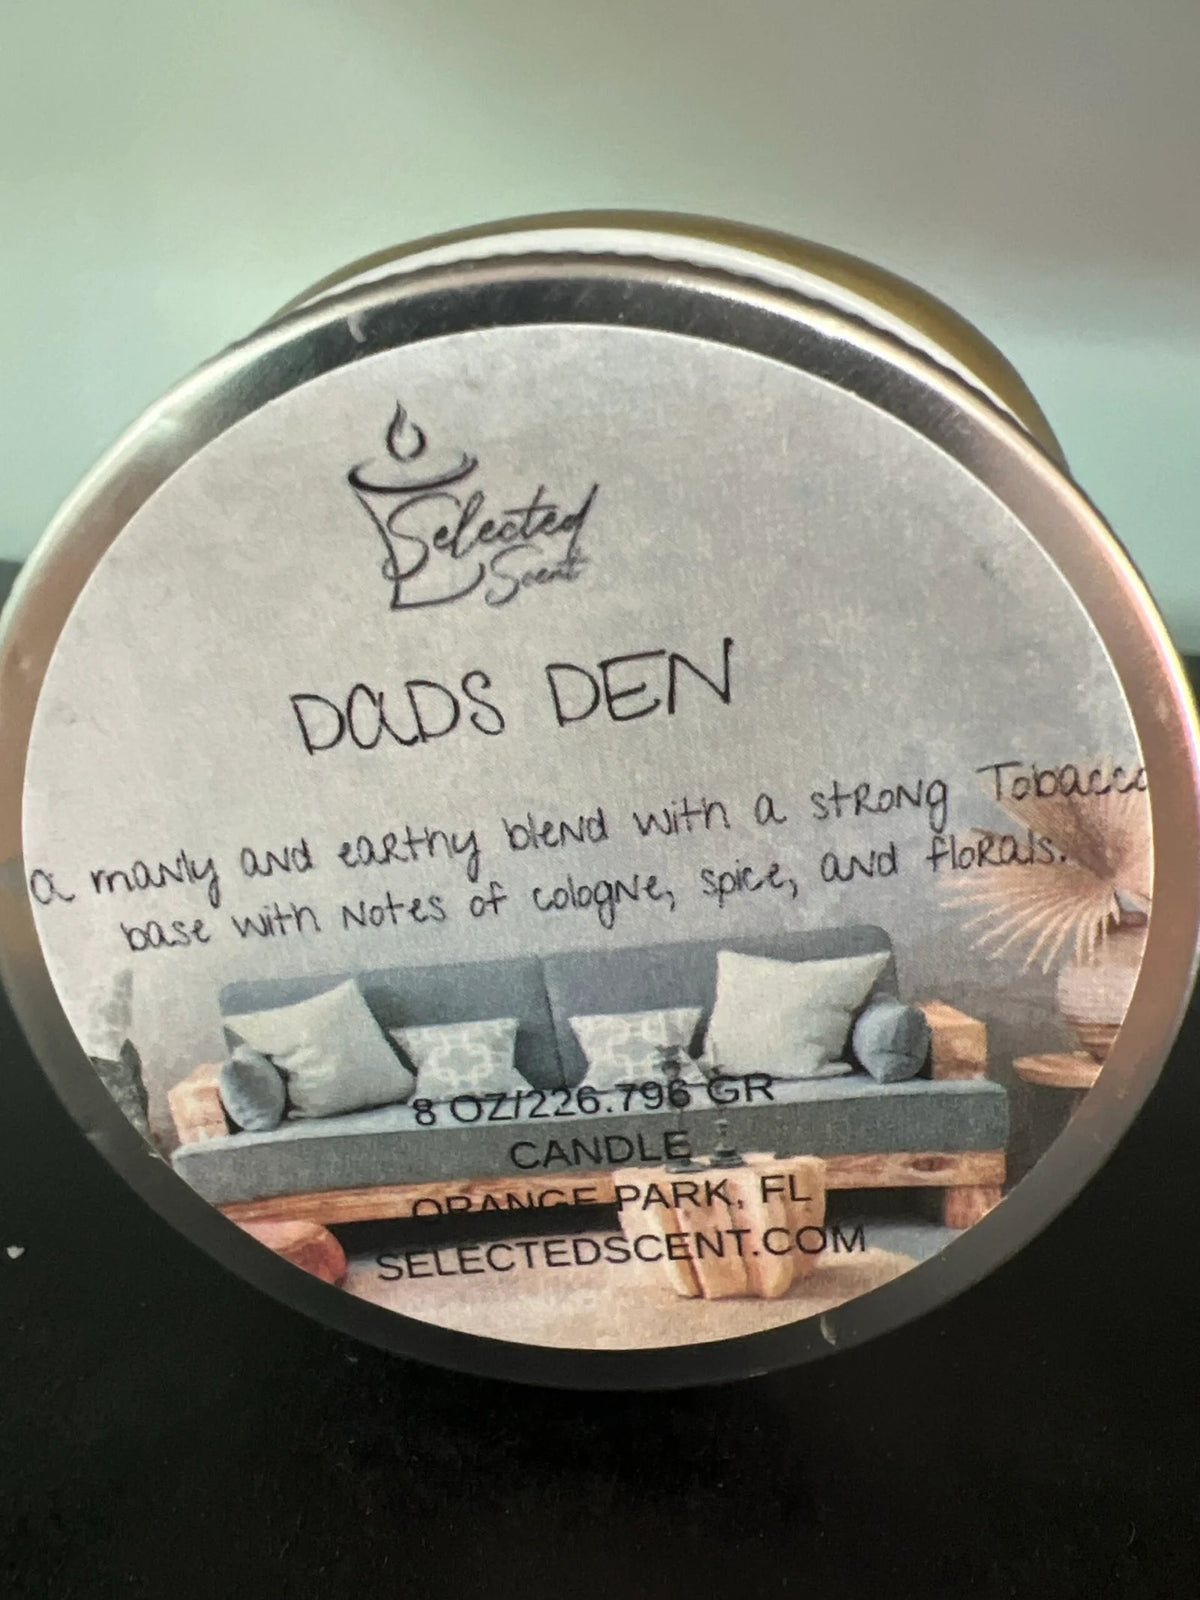 Selected
Scent
DaDS DEN
a manly and earthy blend with a strong Tobacco
base with notes of cologne, spice, and florals.
8 OZ/226.796 GR
CANDLE
ORANGE PARK, FL
SELECTEDSCENT.COM